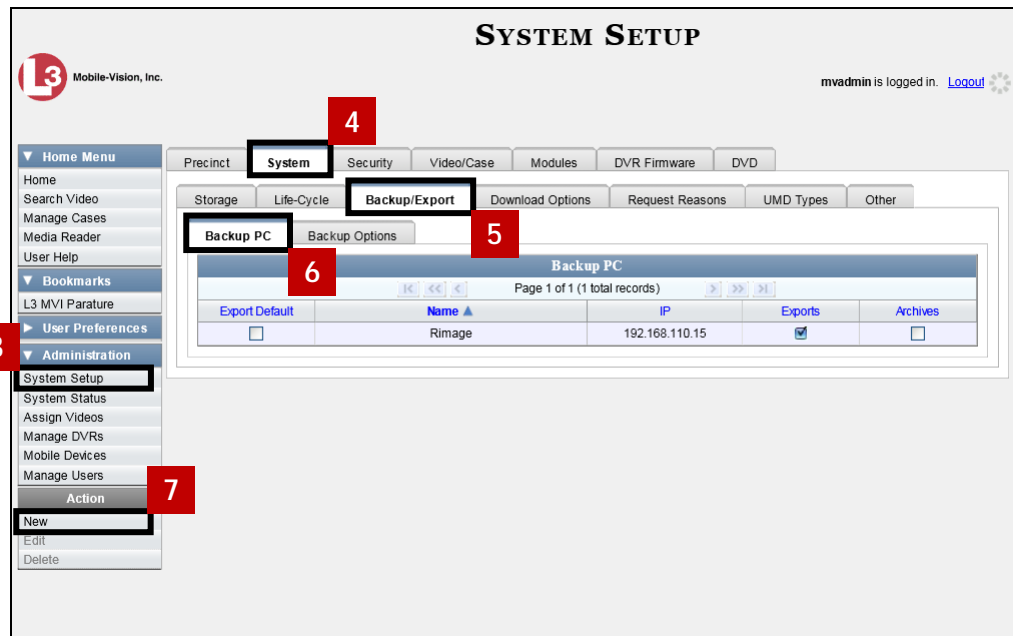 SYSTEM SETUP
L3 Mobile-Vision, Inc.
mvadmin is logged in. Logout
4
▼ Home Menu
Home
Search Video
Manage Cases
Media Reader
User Help
▼ Bookmarks
L3 MVI Parature
▶ User Preferences
▼ Administration
System Setup
System Status
Assign Videos
Manage DVRs
Mobile Devices
Manage Users
Action
7
New
Edit
Delete
Precinct System Security Video/Case Modules DVR Firmware DVD
Storage Life-Cycle Backup/Export Download Options Request Reasons UMD Types Other
5
Backup PC Backup Options
6
Backup PC
Page 1 of 1 (1 total records)
Export Default Name ▲ IP Exports Archives
Rimage 192.168.110.15